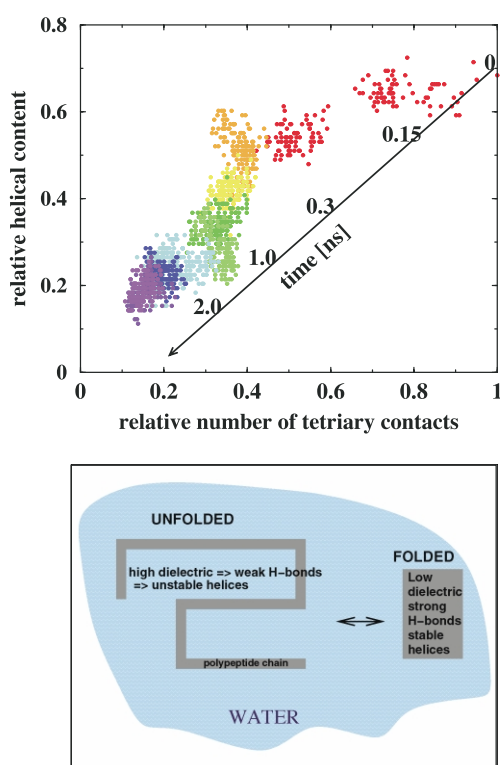 0.8
0.6
0.4
0.2
0
relative helical content
0
0.15
0.3
1.0
2.0
time [ns]
0 0.2 0.4 0.6 0.8 1
relative number of tetriary contacts
UNFOLDED
high dielectric => weak H−bonds
=> unstable helices
polypeptide chain
FOLDED
Low
dielectric
strong
H−bonds
stable
helices
WATER